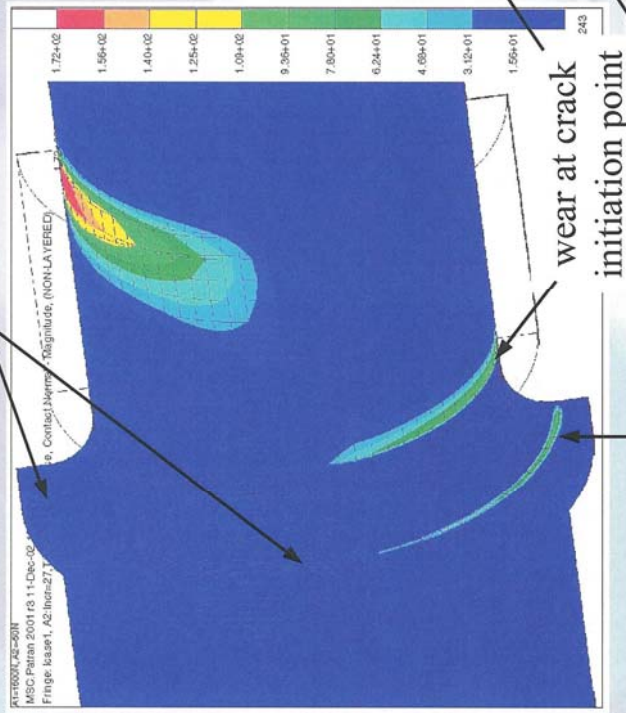 A1=1600N, A2=60N
MSC.Patran 2001 r3 11-Dec-02
Fringe: lcase1, A2:Incr=27,T
e, Contact Normal - Magnitude, (NON-LAYERED)
1.72+02
1.56+02
1.40+02
1.25+02
1.09+02
9.36+01
7.80+01
6.24+01
4.68+01
3.12+01
1.56+01
243
wear at crack
initiation point